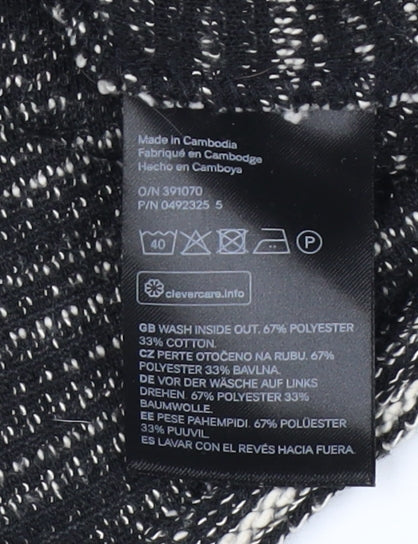 Made in Cambodia
Fabriqué en Cambodge
Hecho en Camboya
O/N 391070
P/N 0492325 5
40 P
clevercare.info
GB WASH INSIDE OUT. 67% POLYESTER
33% COTTON.
CZ PERTE OTOČENO NA RUBU. 67%
POLYESTER 33% BAVLNA.
DE VOR DER WÄSCHE AUF LINKS
DREHEN. 67% POLYESTER 33%
BAUMWOLLE.
EE PESE PAHEMPIDI. 67% POLÜESTER
33% PUUVIL.
ES LAVAR CON EL REVÉS HACIA FUERA.